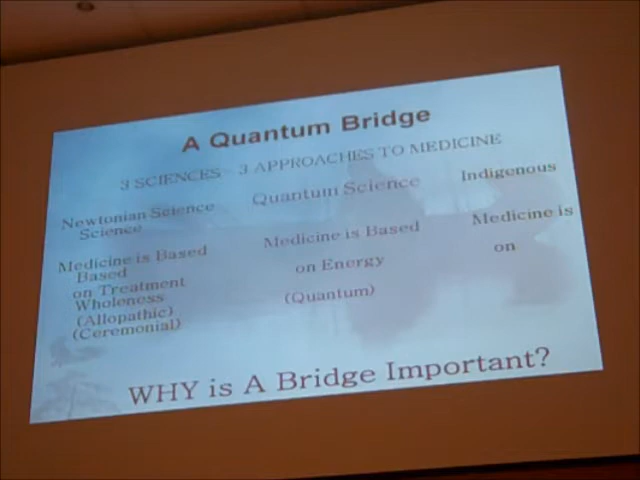 A Quantum Bridge
3 SCIENCES - 3 APPROACHES TO MEDICINE
Newtonian Science Quantum Science Indigenous
Science
Medicine is Based Medicine is Based Medicine is
Based
on Treatment on Energy on
Wholeness
(Allopathic) (Quantum)
(Ceremonial)
WHY is A Bridge Important?